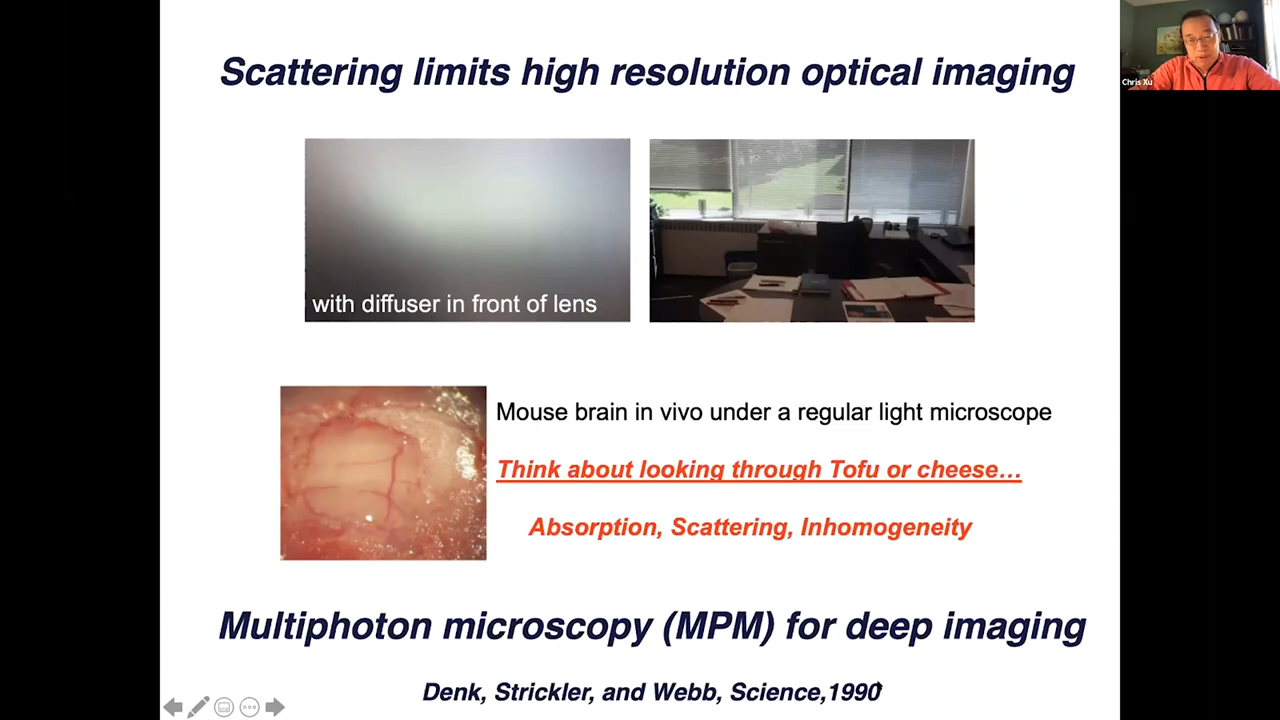 Scattering limits high resolution optical imaging
Chris Xu
with diffuser in front of lens
Mouse brain in vivo under a regular light microscope
Think about looking through Tofu or cheese…
Absorption, Scattering, Inhomogeneity
Multiphoton microscopy (MPM) for deep imaging
Denk, Strickler, and Webb, Science,1990